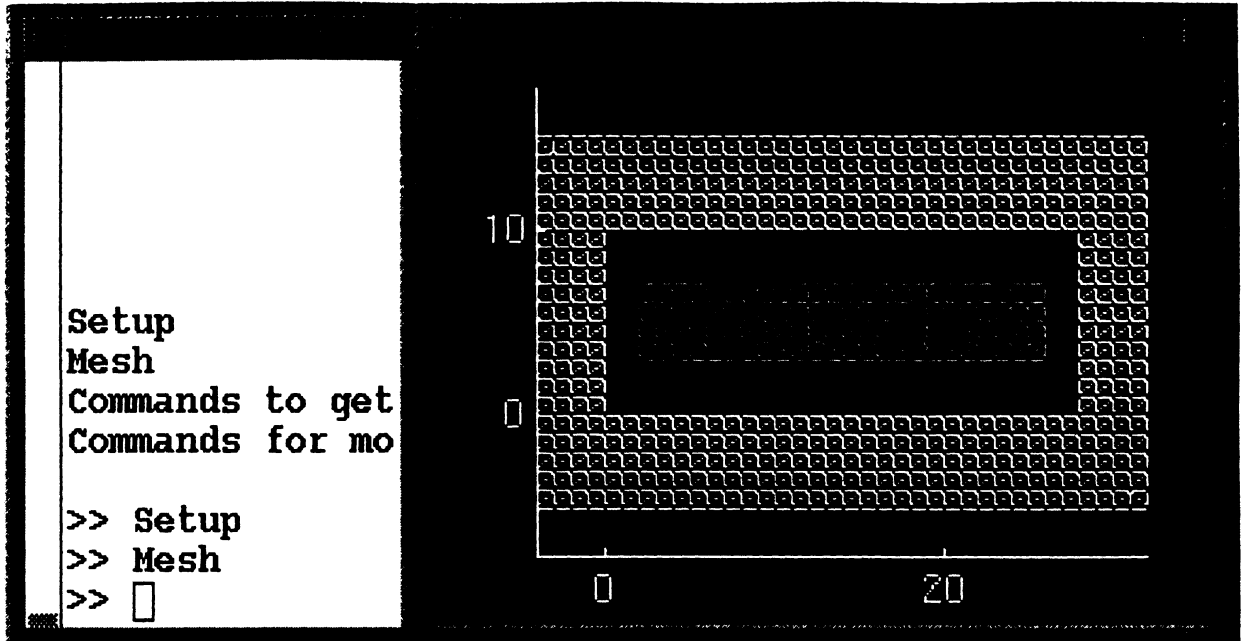 Setup
Mesh
Commands to get
Commands for mo
>> Setup
>> Mesh
>>
10
0
0
20